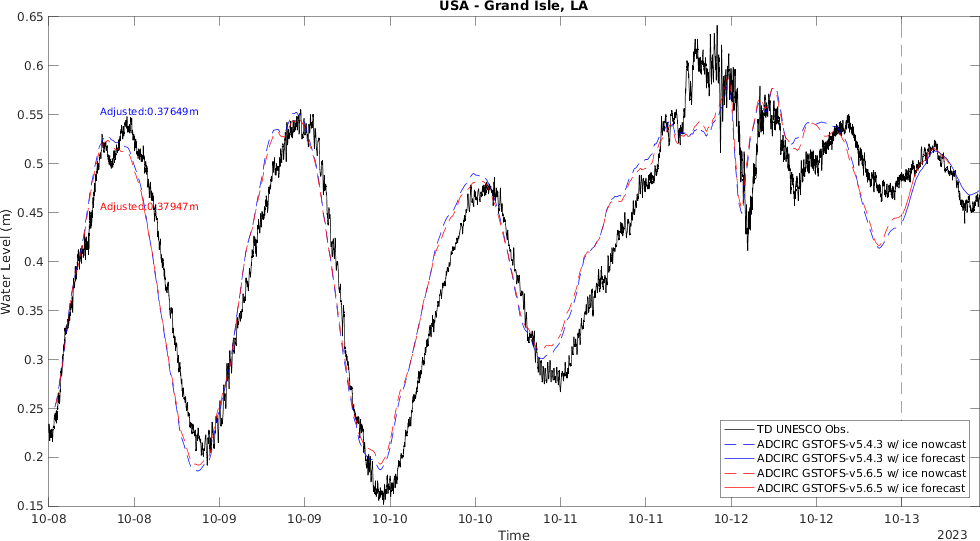 USA - Grand Isle, LA
0.65
0.6
0.55
0.5
0.45
0.4
0.35
0.3
0.25
0.2
0.15
Water Level (m)
Adjusted:0.37649m
Adjusted:0.37947m
TD UNESCO Obs.
ADCIRC GSTOFS-v5.4.3 w/ ice nowcast
ADCIRC GSTOFS-v5.4.3 w/ ice forecast
ADCIRC GSTOFS-v5.6.5 w/ ice nowcast
ADCIRC GSTOFS-v5.6.5 w/ ice forecast
10-08 10-08 10-09 10-09 10-10 10-10 10-11 10-11 10-12 10-12 10-13
Time
2023